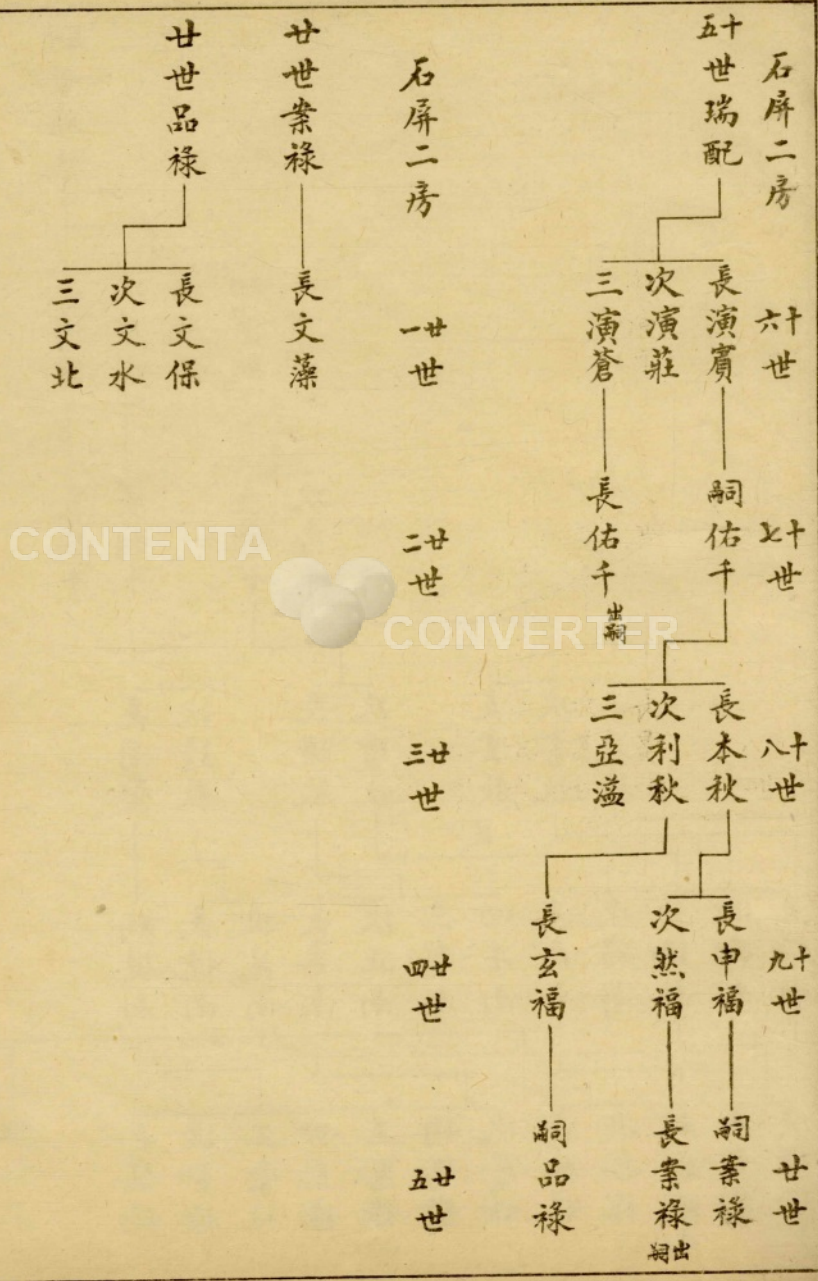 石屏二房
十五世瑞配
十六世
長演賓
次演莊
三演蒼
十七世
嗣佑千
長佑千 出嗣
十八世
長本秋
次利秋
三亞溢
十九世
長申福
次然福
長玄福
廿世
嗣案祿
長案祿 出嗣
嗣品祿
石屏二房
廿世案祿
廿世品祿
廿一世
長文藻
長文保
次文水
三文北
廿二世
廿三世
廿四世
廿五世
CONTENTA
CONVERTER